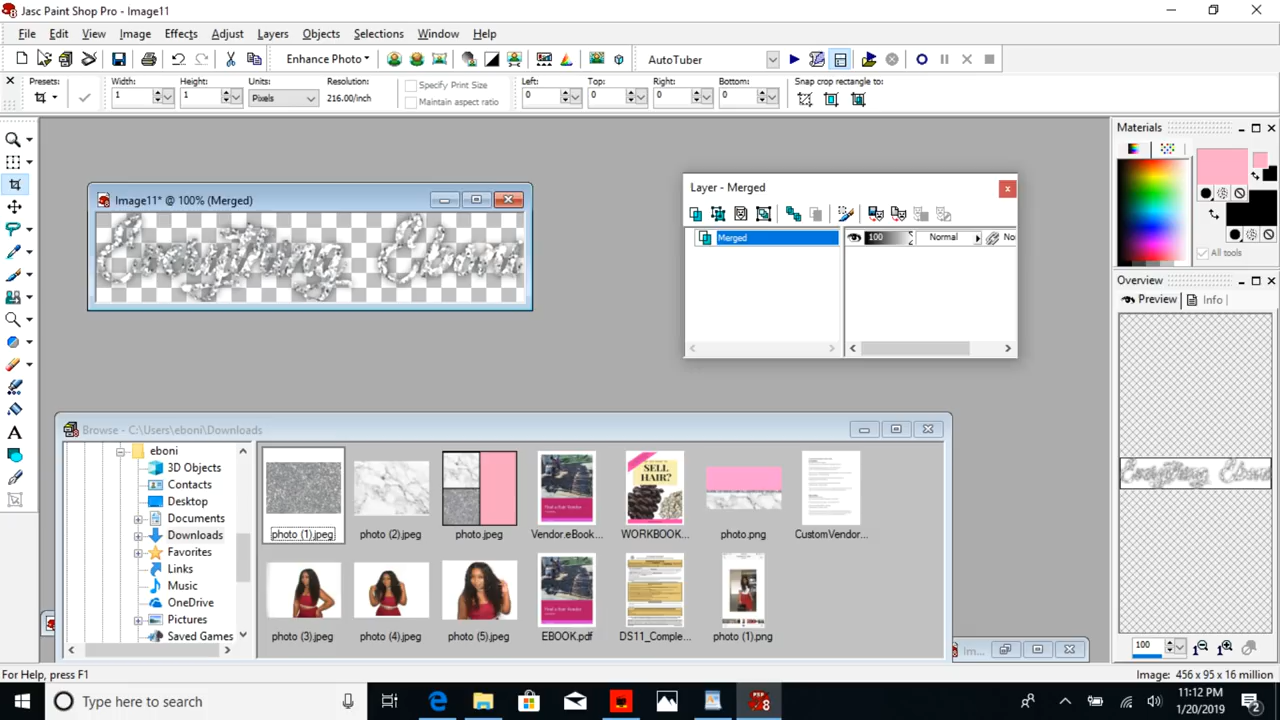 Jasc Paint Shop Pro - Image11
File Edit View Image Effects Adjust Layers Objects Selections Window Help
Enhance Photo AutoTuber
Presets: Width: Height: Units: Resolution: Specify Print Size Left: Top: Right: Bottom: Snap crop rectangle to:
1 1 Pixels 216.00/inch Maintain aspect ratio 0 0 0 0
Materials
All tools
Image11* @ 100% (Merged)
Layer - Merged
Merged 100 Normal No
Overview
Preview Info
Browse - C:\Users\eboni\Downloads
eboni
3D Objects
Contacts
Desktop
Documents
Downloads
Favorites
Links
Music
OneDrive
Pictures
Saved Games
SELL
HAIR?
WORKBOOK
photo (1).jpeg photo (2).jpeg photo.jpeg Vendor.eBook... WORKBOOK... photo.png CustomVendor...
photo (3).jpeg photo (4).jpeg photo (5).jpeg EBOOK.pdf DS11_Comple... photo (1).png
Im...
100
For Help, press F1
Image: 456 x 95 x 16 million
Type here to search
11:12 PM
1/20/2019
2